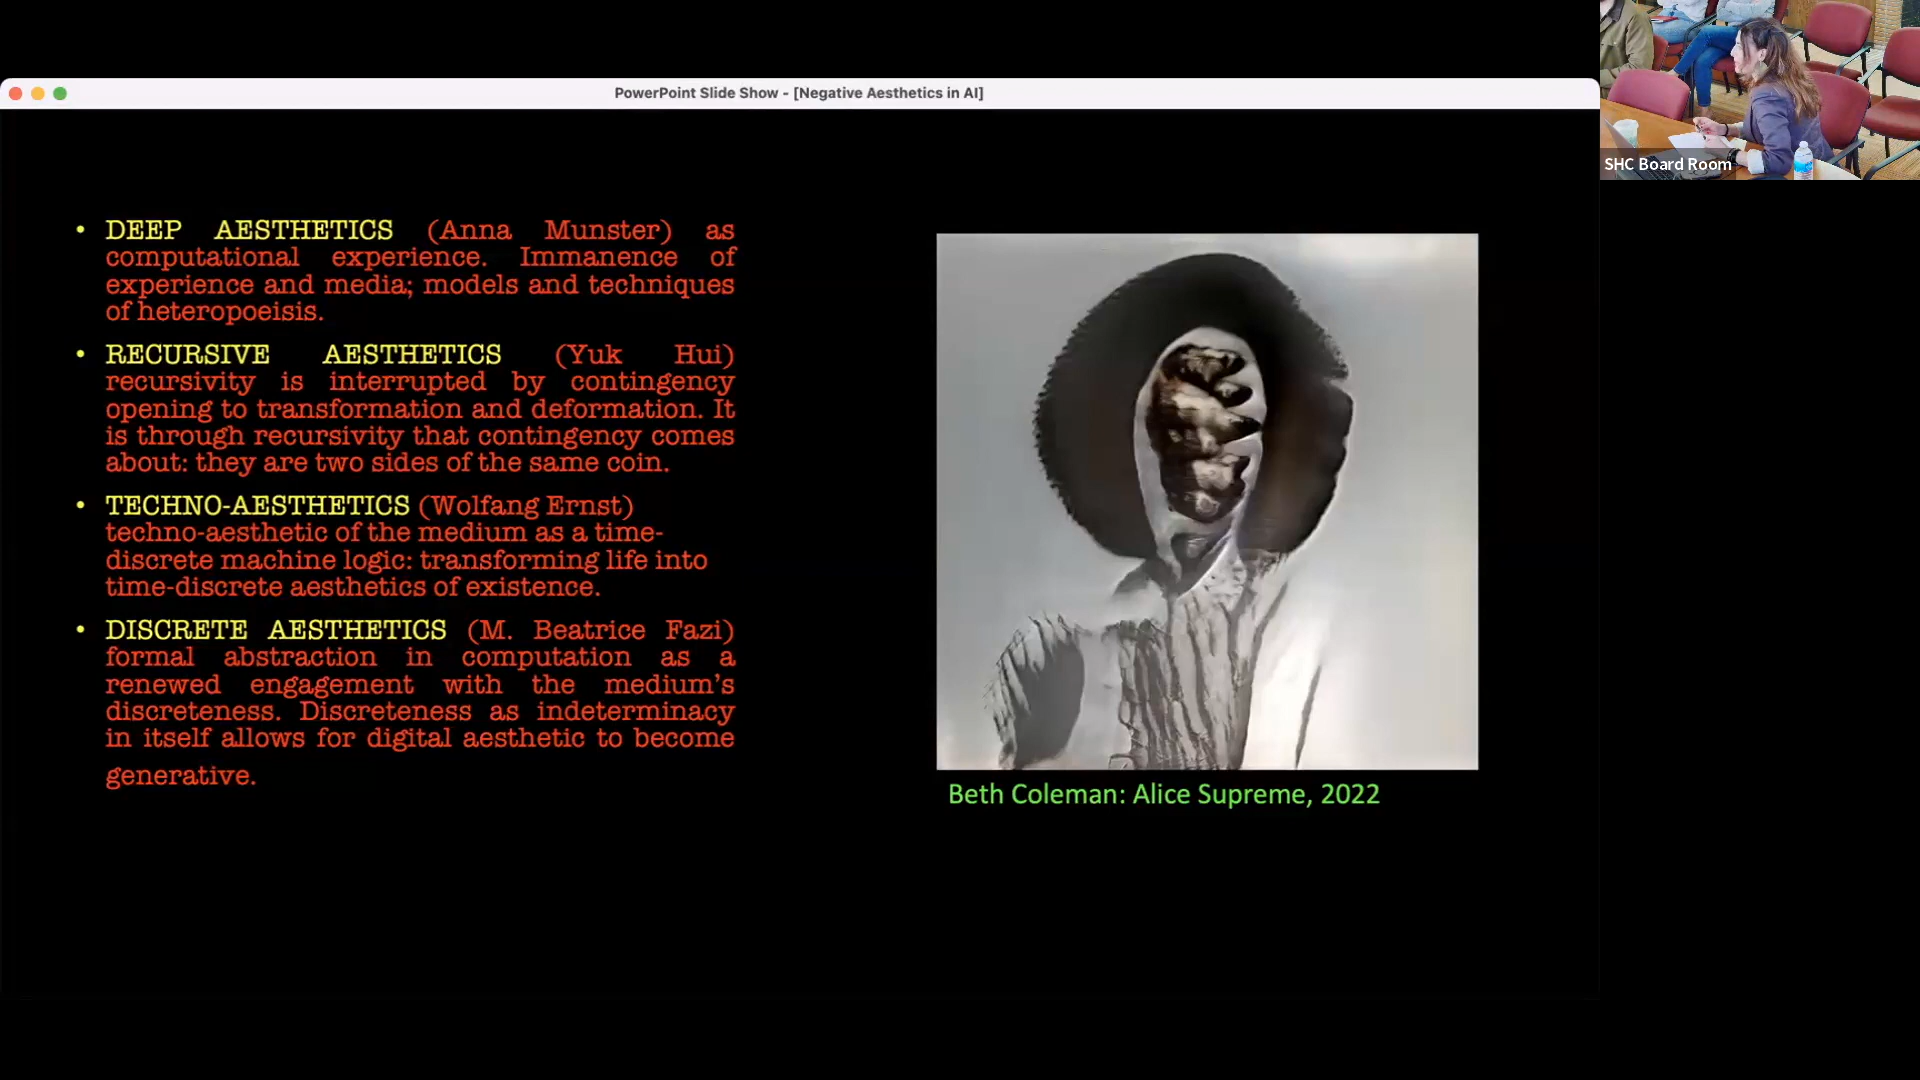 PowerPoint Slide Show - [Negative Aesthetics in AI]
SHC Board Room
• DEEP AESTHETICS (Anna Munster) as
computational experience. Immanence of
experience and media; models and techniques
of heteropoeisis.
• RECURSIVE AESTHETICS (Yuk Hui)
recursivity is interrupted by contingency
opening to transformation and deformation. It
is through recursivity that contingency comes
about: they are two sides of the same coin.
• TECHNO-AESTHETICS (Wolfang Ernst)
techno-aesthetic of the medium as a time-
discrete machine logic: transforming life into
time-discrete aesthetics of existence.
• DISCRETE AESTHETICS (M. Beatrice Fazi)
formal abstraction in computation as a
renewed engagement with the medium’s
discreteness. Discreteness as indeterminacy
in itself allows for digital aesthetic to become
generative.
Beth Coleman: Alice Supreme, 2022